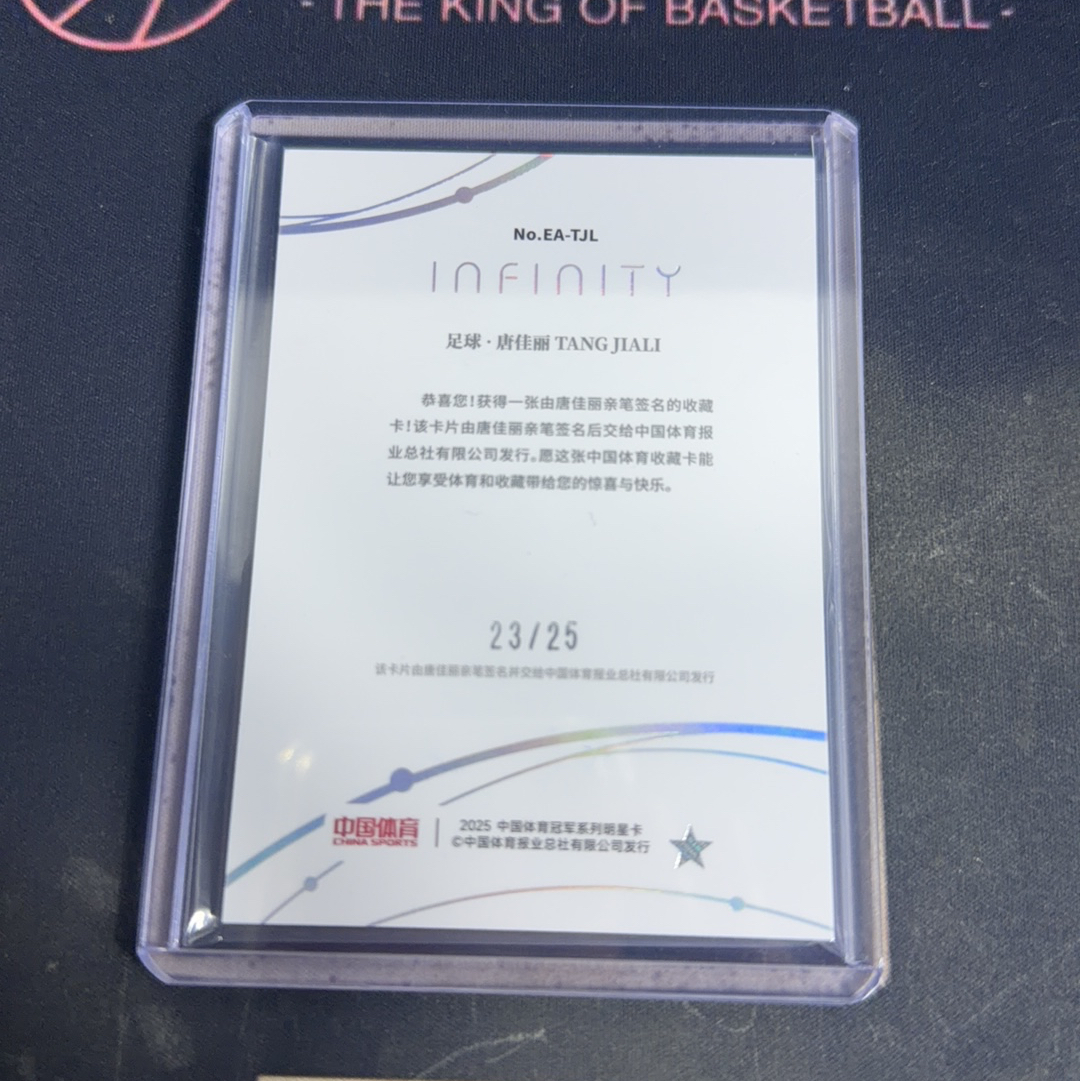 - THE KING OF BASKETBALL -
No.EA-TJL
INFINITY
足球·唐佳丽 TANG JIALI
恭喜您!获得一张由唐佳丽亲笔签名的收藏
卡!该卡片由唐佳丽亲笔签名后交给中国体育报
业总社有限公司发行。愿这张中国体育收藏卡能
让您享受体育和收藏带给您的惊喜与快乐。
23/25
该卡片由唐佳丽亲笔签名并交给中国体育报业总社有限公司发行
中国体育
CHINA SPORTS
2025 中国体育冠军系列明星卡
©中国体育报业总社有限公司发行